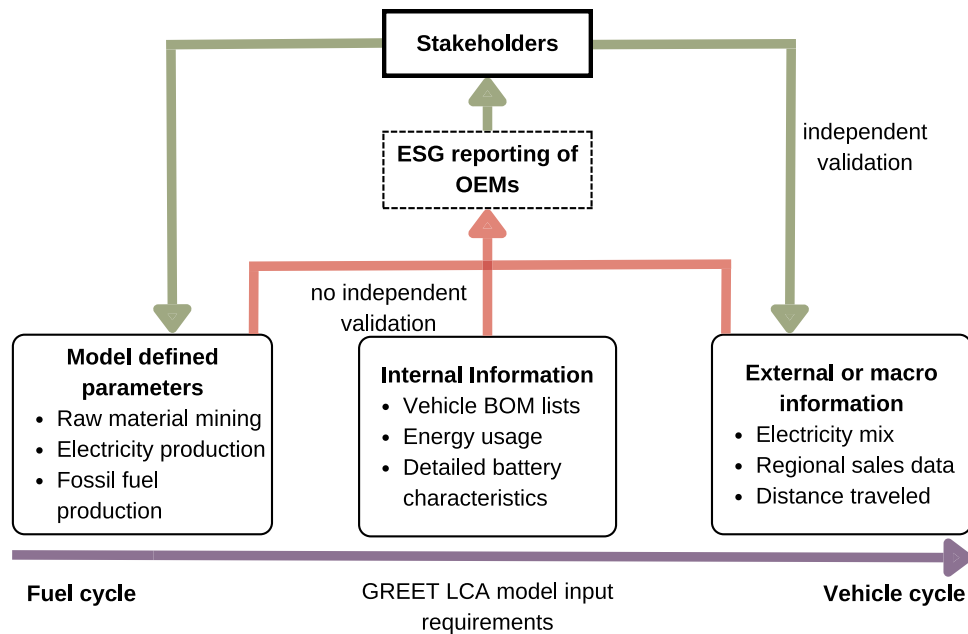 Stakeholders
ESG reporting of
OEMs
independent
validation
no independent
validation
Model defined
parameters
• Raw material mining
• Electricity production
• Fossil fuel
production
Internal Information
• Vehicle BOM lists
• Energy usage
• Detailed battery
characteristics
External or macro
information
• Electricity mix
• Regional sales data
• Distance traveled
Fuel cycle
GREET LCA model input
requirements
Vehicle cycle